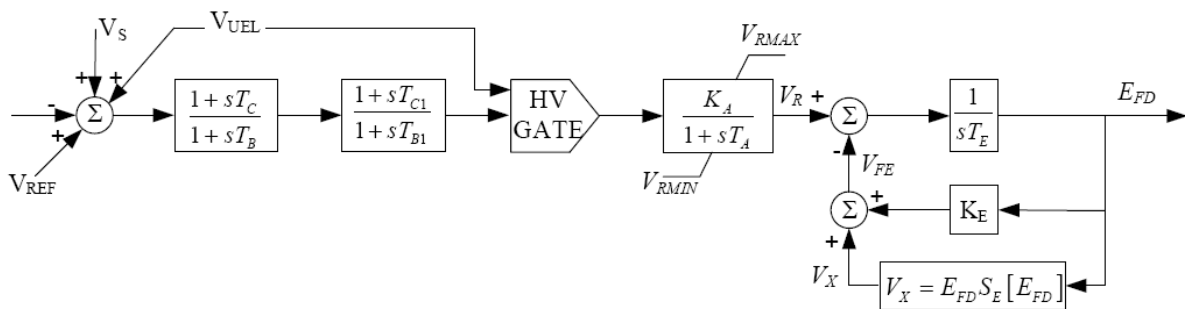 V_S
V_UEL
+
+
-
+
Σ
V_REF
1 + sT_C
1 + sT_B
1 + sT_C1
1 + sT_B1
HV
GATE
V_RMAX
K_A
1 + sT_A
V_RMIN
V_R
+
Σ
-
V_FE
1
sT_E
E_FD
Σ
+
+
K_E
V_X
V_X = E_FD S_E [E_FD]